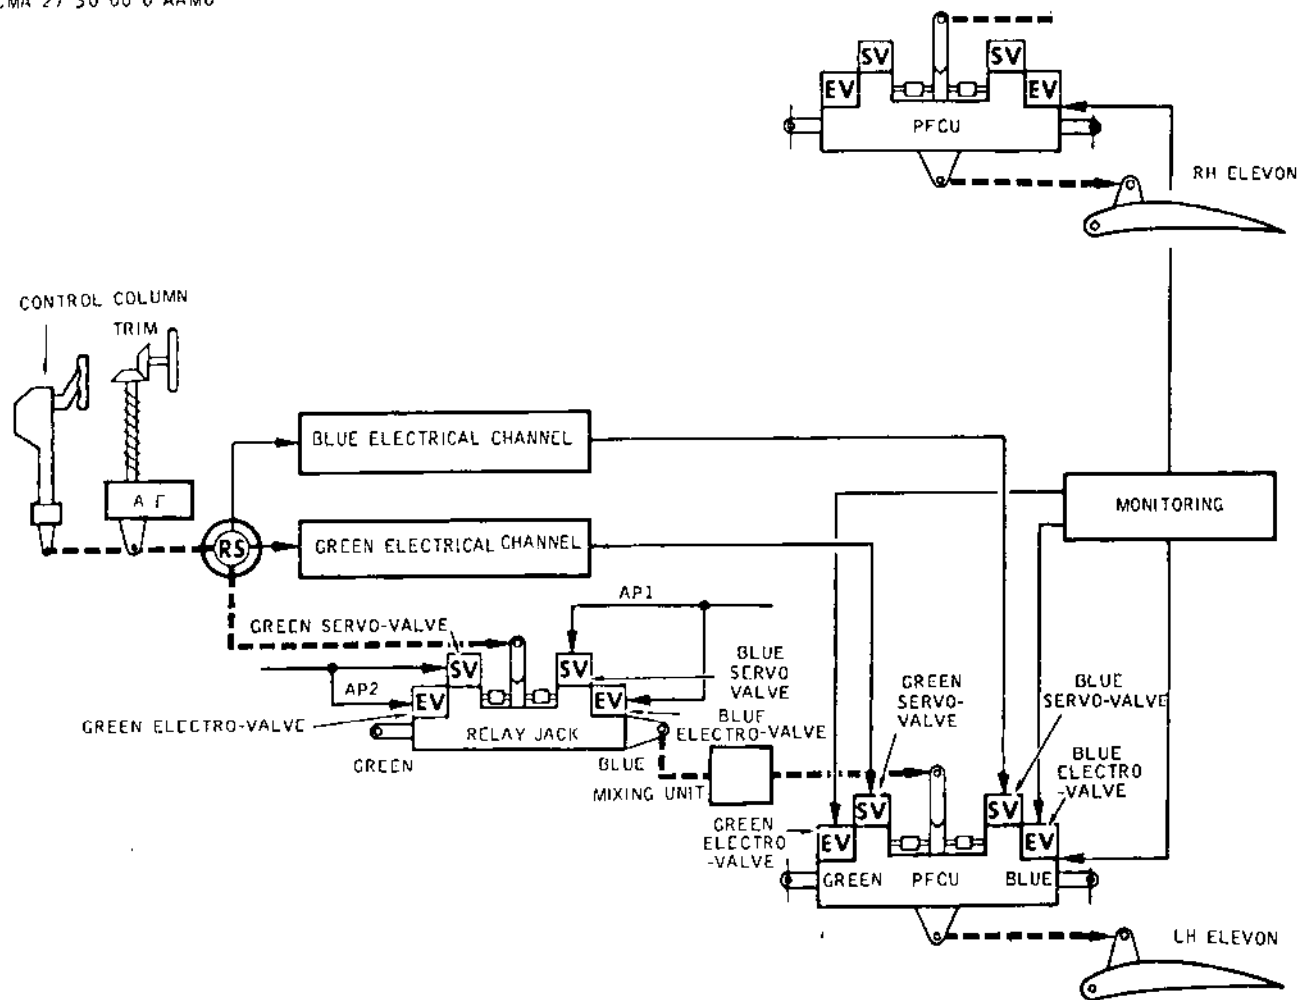 SV
SV
EV
EV
PFCU
RH ELEVON
CONTROL COLUMN
TRIM
BLUE ELECTRICAL CHANNEL
MONITORING
RS
GREEN ELECTRICAL CHANNEL
AP1
GREEN SERVO-VALVE
SV
SV
BLUE
SERVO
VALVE
AP2
EV
EV
GREEN
SERVO-
VALVE
BLUE
SERVO-VALVE
GREEN ELECTRO-VALVE
RELAY JACK
BLUE
ELECTRO-VALVE
GREEN
BLUE
BLUE
ELECTRO
-VALVE
MIXING UNIT
SV
SV
GREEN
ELECTRO
-VALVE
EV
EV
GREEN
PFCU
BLUE
LH ELEVON